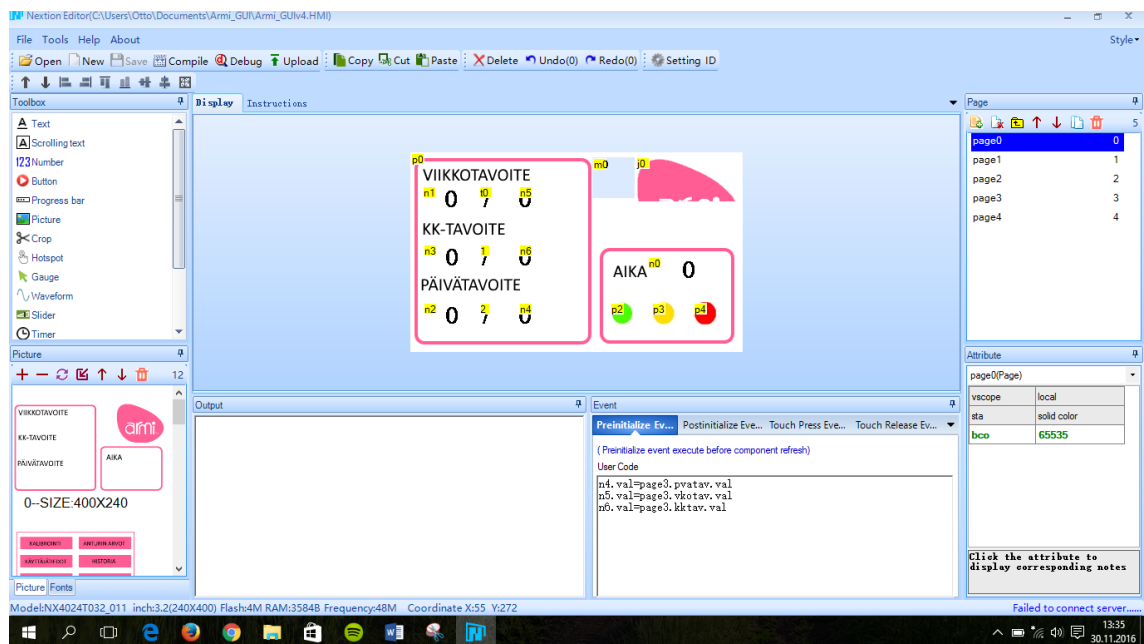 Nextion Editor(C:\Users\Otto\Documents\Armi_GUI\Armi_GUIv4.HMI)
File Tools Help About Style
Open New Save Compile Debug Upload Copy Cut Paste Delete Undo(0) Redo(0) Setting ID
Toolbox
A Text
A Scrolling text
123 Number
Button
Progress bar
Picture
Crop
Hotspot
Gauge
Waveform
Slider
Timer
Picture
12
VIIKKOTAVOITE
KK-TAVOITE
PÄIVÄTAVOITE
armi
AIKA
0--SIZE:400X240
KALIBROINTI ANTURIN ARVOT
KÄYTTÄJÄTIEDOT HISTORIA
Picture Fonts
Display Instructions
p0
VIIKKOTAVOITE
n1 0 t0 / n5 0
KK-TAVOITE
n3 0 1 / n6 0
PÄIVÄTAVOITE
n2 0 2 / n4 0
m0 j0
AIKA n0 0
p2 p3 p4
Output
Event
Preinitialize Ev... Postinitialize Eve... Touch Press Eve... Touch Release Ev...
( Preinitialize event execute before component refresh)
User Code
n4.val=page3.pvatav.val
n5.val=page3.vkotav.val
n6.val=page3.kktav.val
Page
5
page0 0
page1 1
page2 2
page3 3
page4 4
Attribute
page0(Page)
vscope local
sta solid color
bco 65535
Click the attribute to
display corresponding notes
Model:NX4024T032_011 inch:3.2(240X400) Flash:4M RAM:3584B Frequency:48M Coordinate X:55 Y:272 Failed to connect server......
13:35
30.11.2016